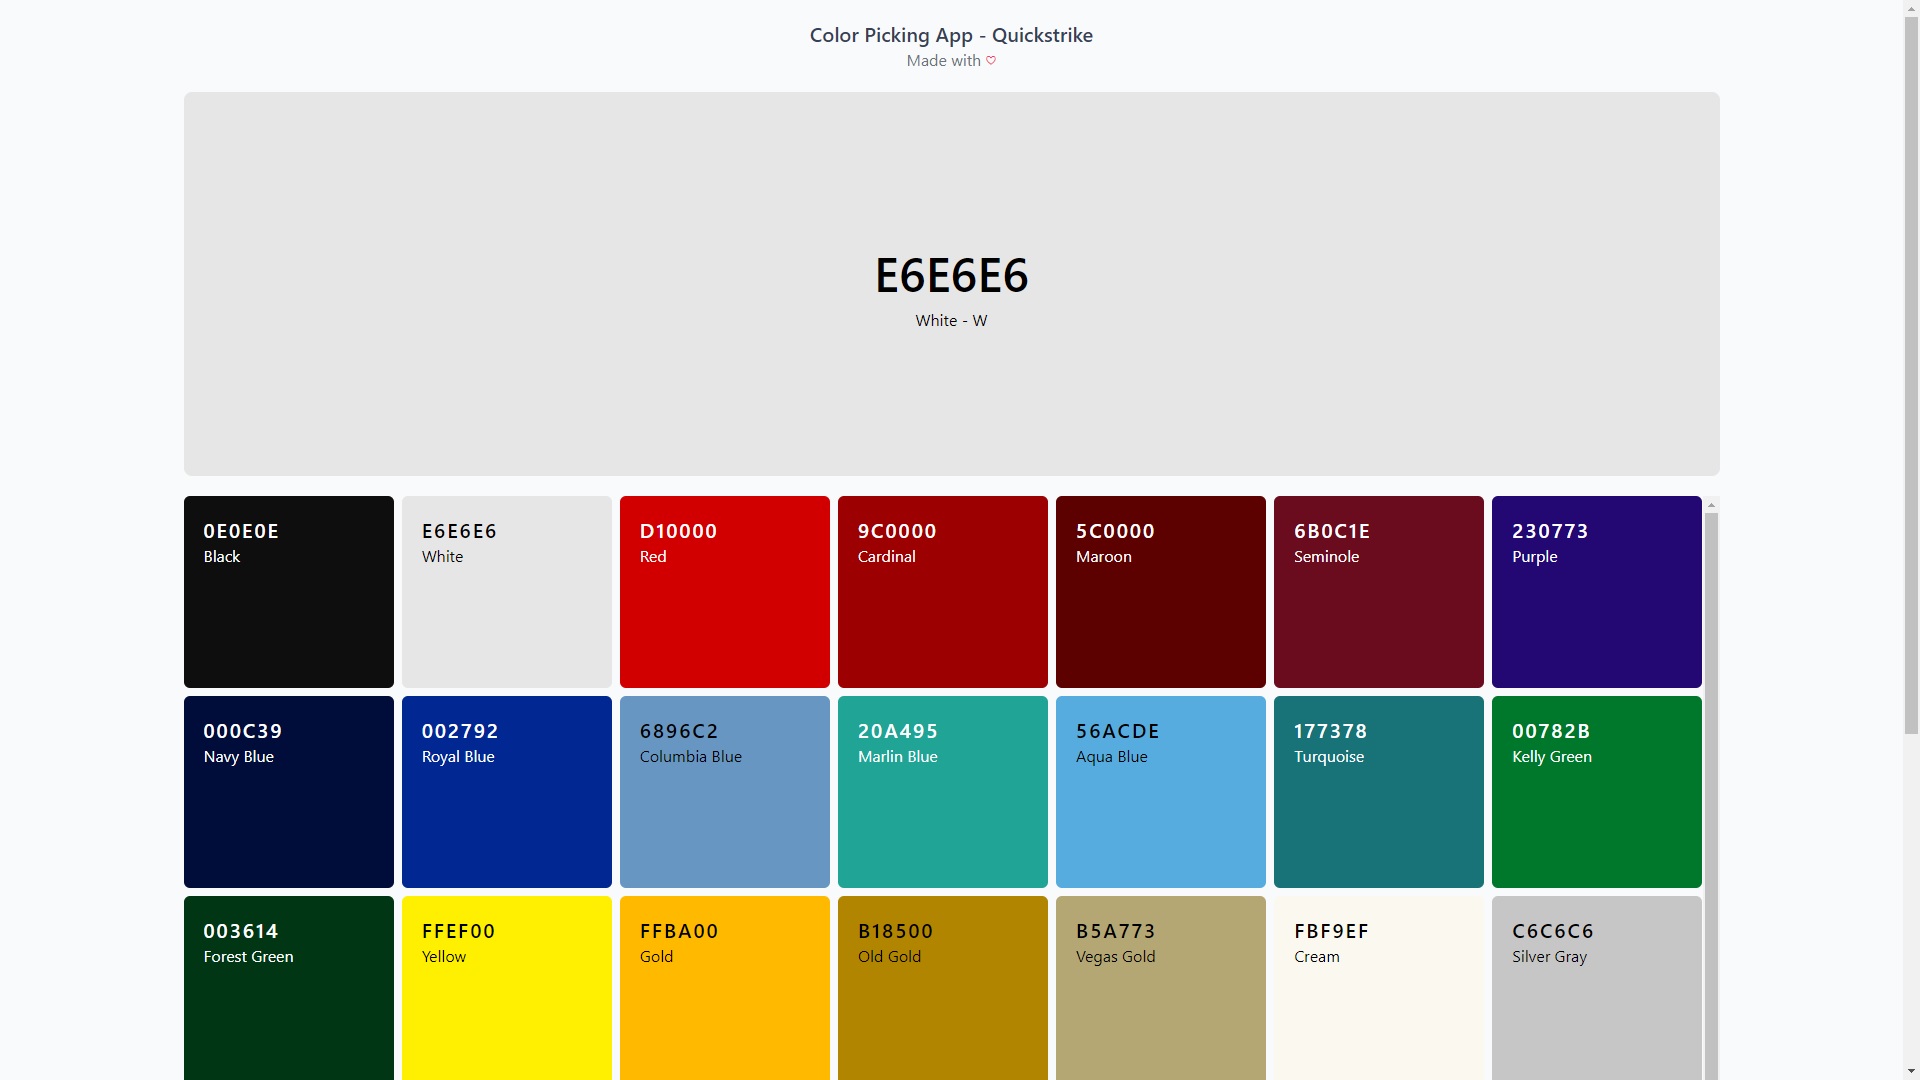 Color Picking App - Quickstrike
Made with ♡
E6E6E6
White - W
0E0E0E
Black
E6E6E6
White
D10000
Red
9C0000
Cardinal
5C0000
Maroon
6B0C1E
Seminole
230773
Purple
000C39
Navy Blue
002792
Royal Blue
6896C2
Columbia Blue
20A495
Marlin Blue
56ACDE
Aqua Blue
177378
Turquoise
00782B
Kelly Green
003614
Forest Green
FFEF00
Yellow
FFBA00
Gold
B18500
Old Gold
B5A773
Vegas Gold
FBF9EF
Cream
C6C6C6
Silver Gray